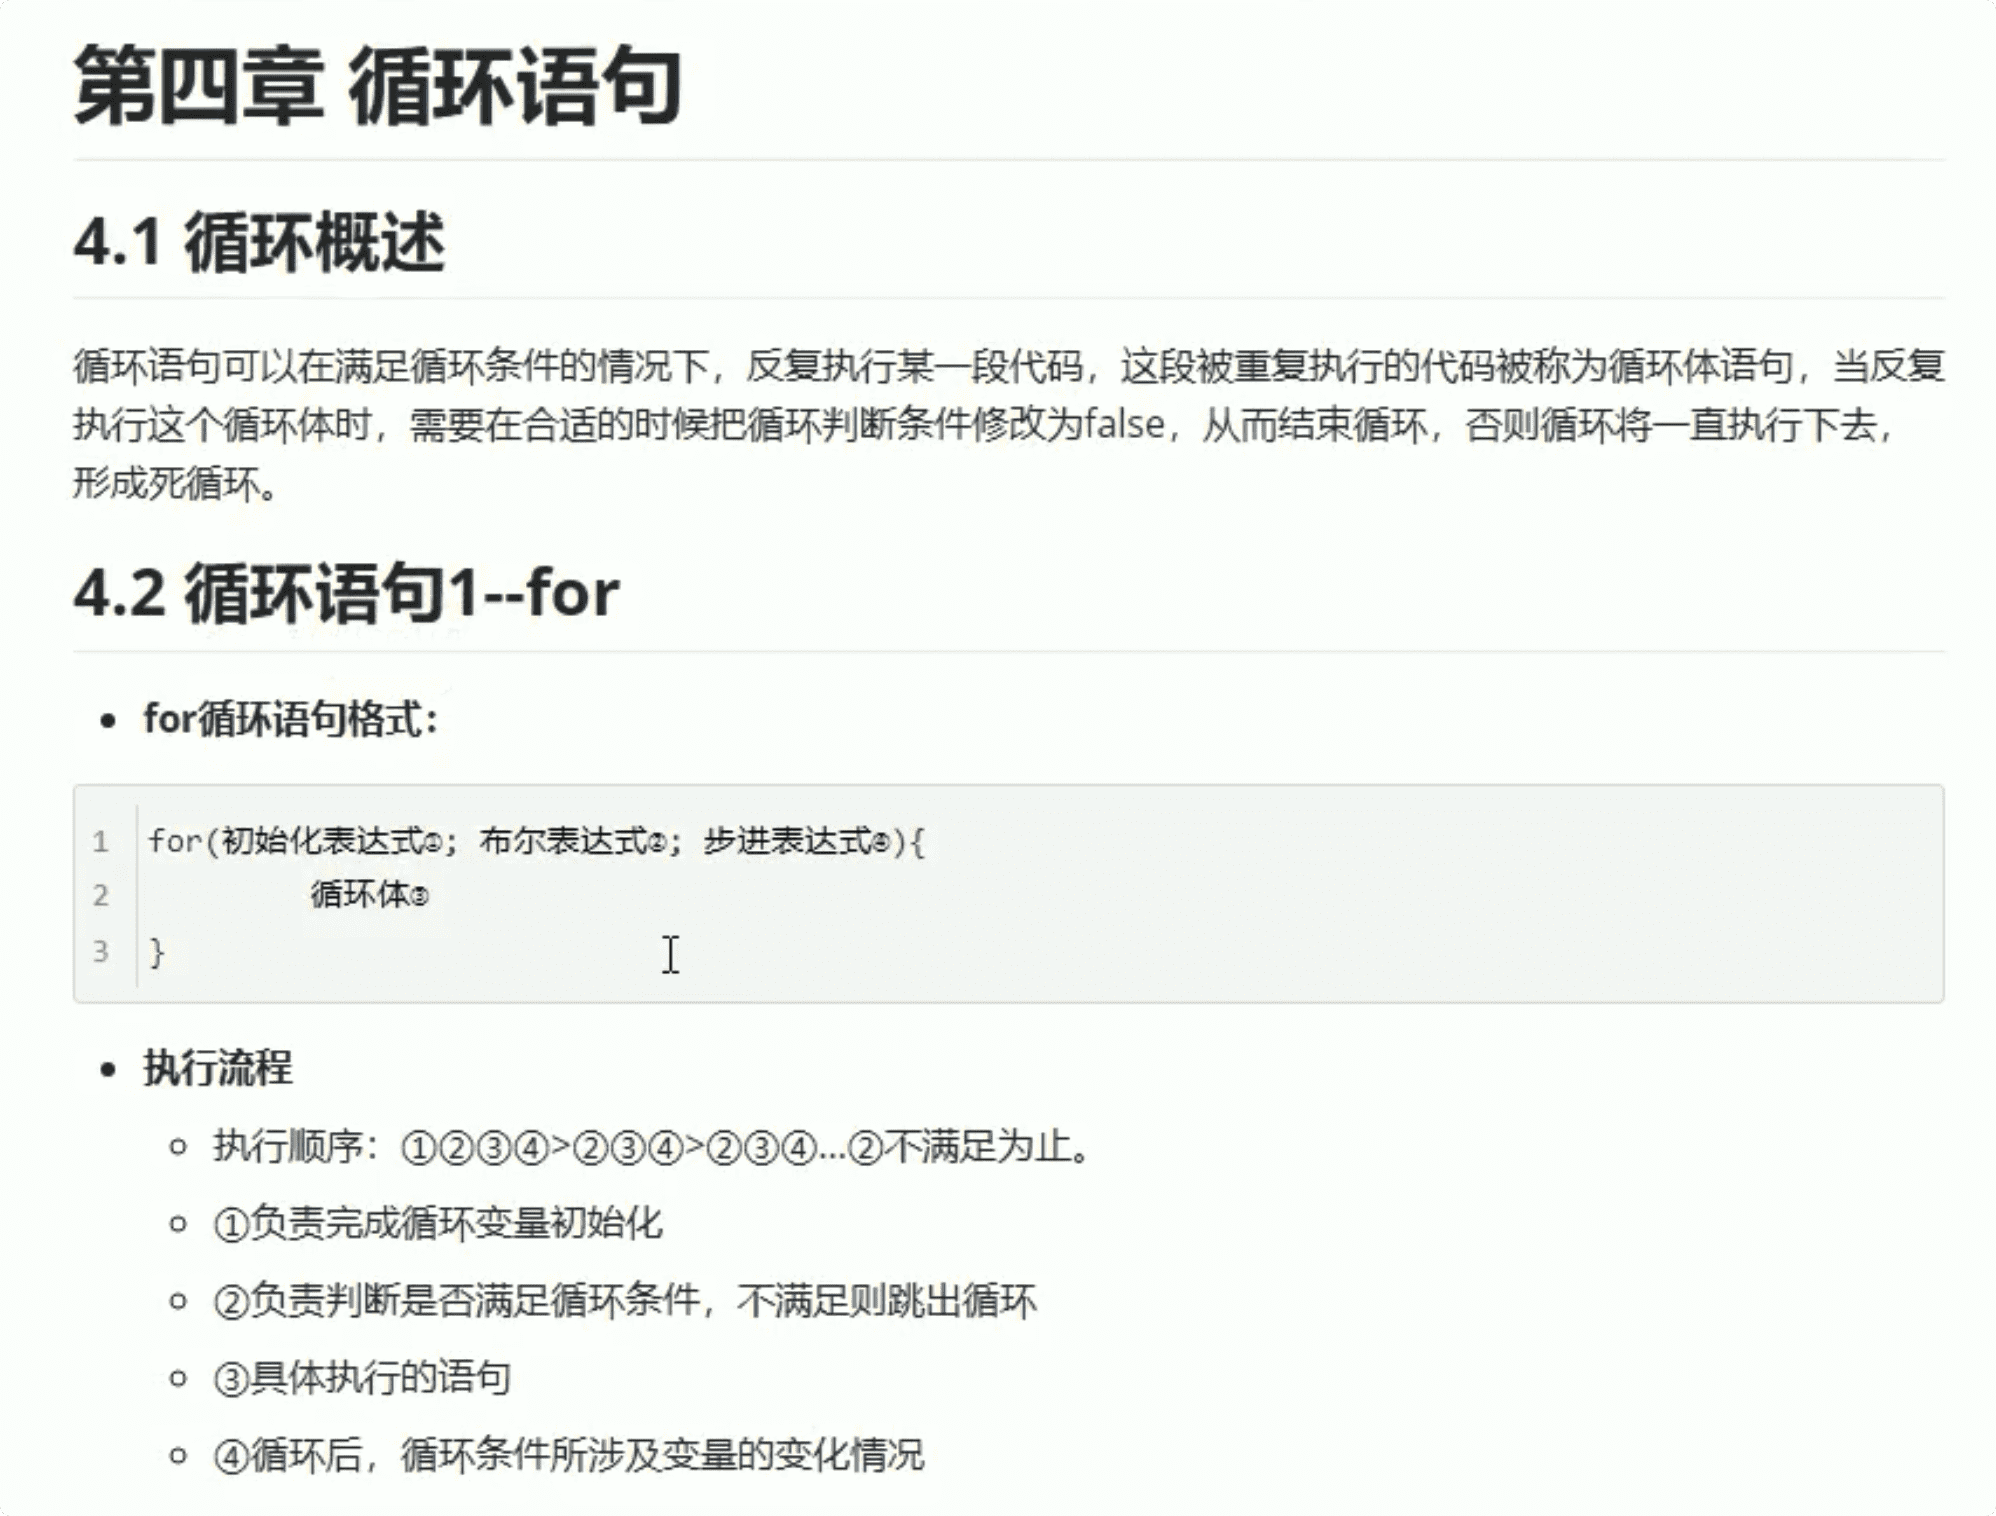 第四章 循环语句
4.1 循环概述
循环语句可以在满足循环条件的情况下，反复执行某一段代码，这段被重复执行的代码被称为循环体语句，当反复
执行这个循环体时，需要在合适的时候把循环判断条件修改为false，从而结束循环，否则循环将一直执行下去，
形成死循环。
4.2 循环语句1--for
• for循环语句格式：
1 for(初始化表达式①; 布尔表达式②; 步进表达式④){
2 循环体③
3 }
• 执行流程
○ 执行顺序：①②③④>②③④>②③④...②不满足为止。
○ ①负责完成循环变量初始化
○ ②负责判断是否满足循环条件，不满足则跳出循环
○ ③具体执行的语句
○ ④循环后，循环条件所涉及变量的变化情况